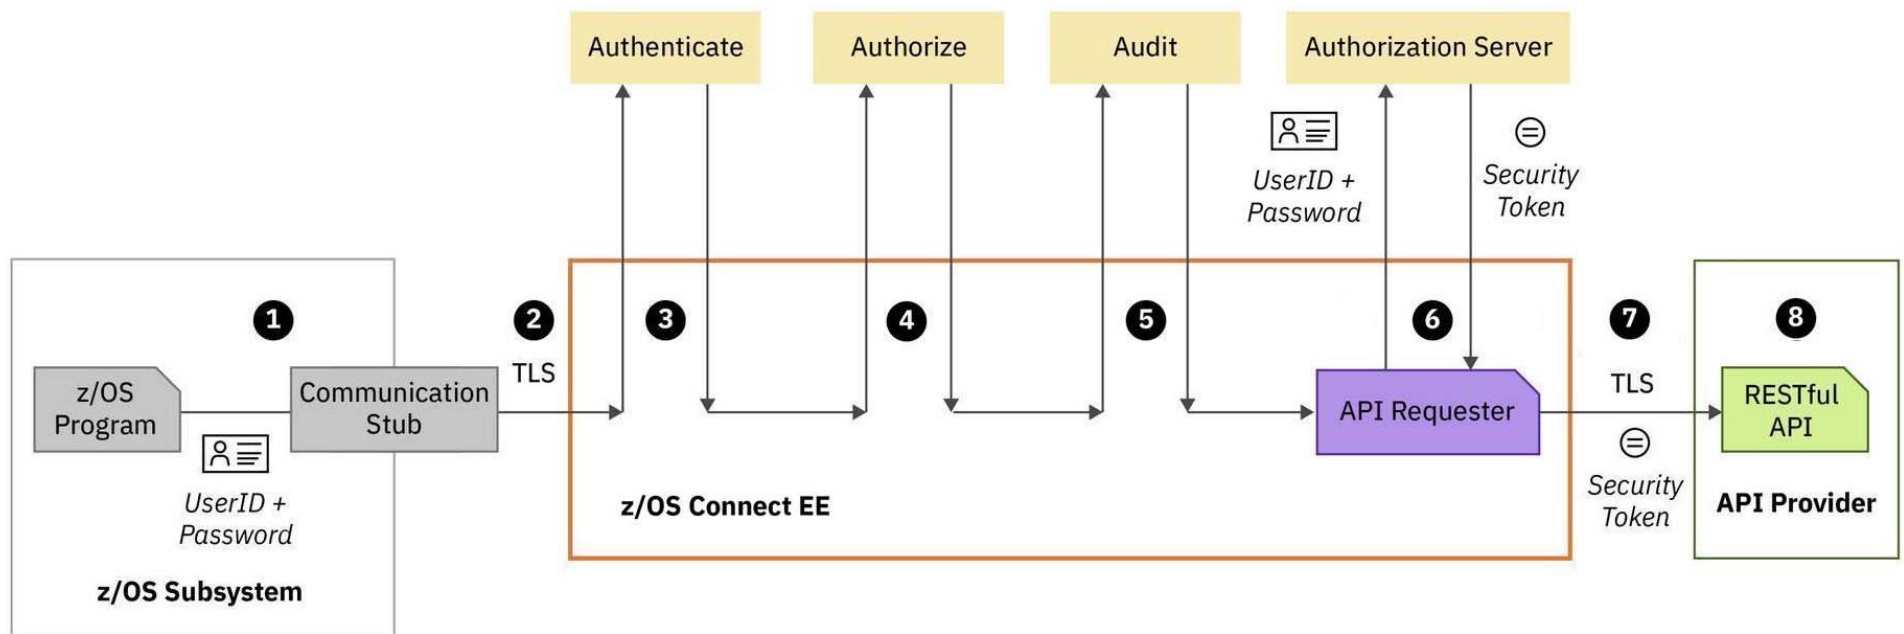 Authenticate
Authorize
Audit
Authorization Server
UserID +
Password
Security
Token
1
2
3
4
5
6
7
8
z/OS
Program
Communication
Stub
TLS
API Requester
TLS
RESTful
API
UserID +
Password
z/OS Connect EE
Security
Token
API Provider
z/OS Subsystem